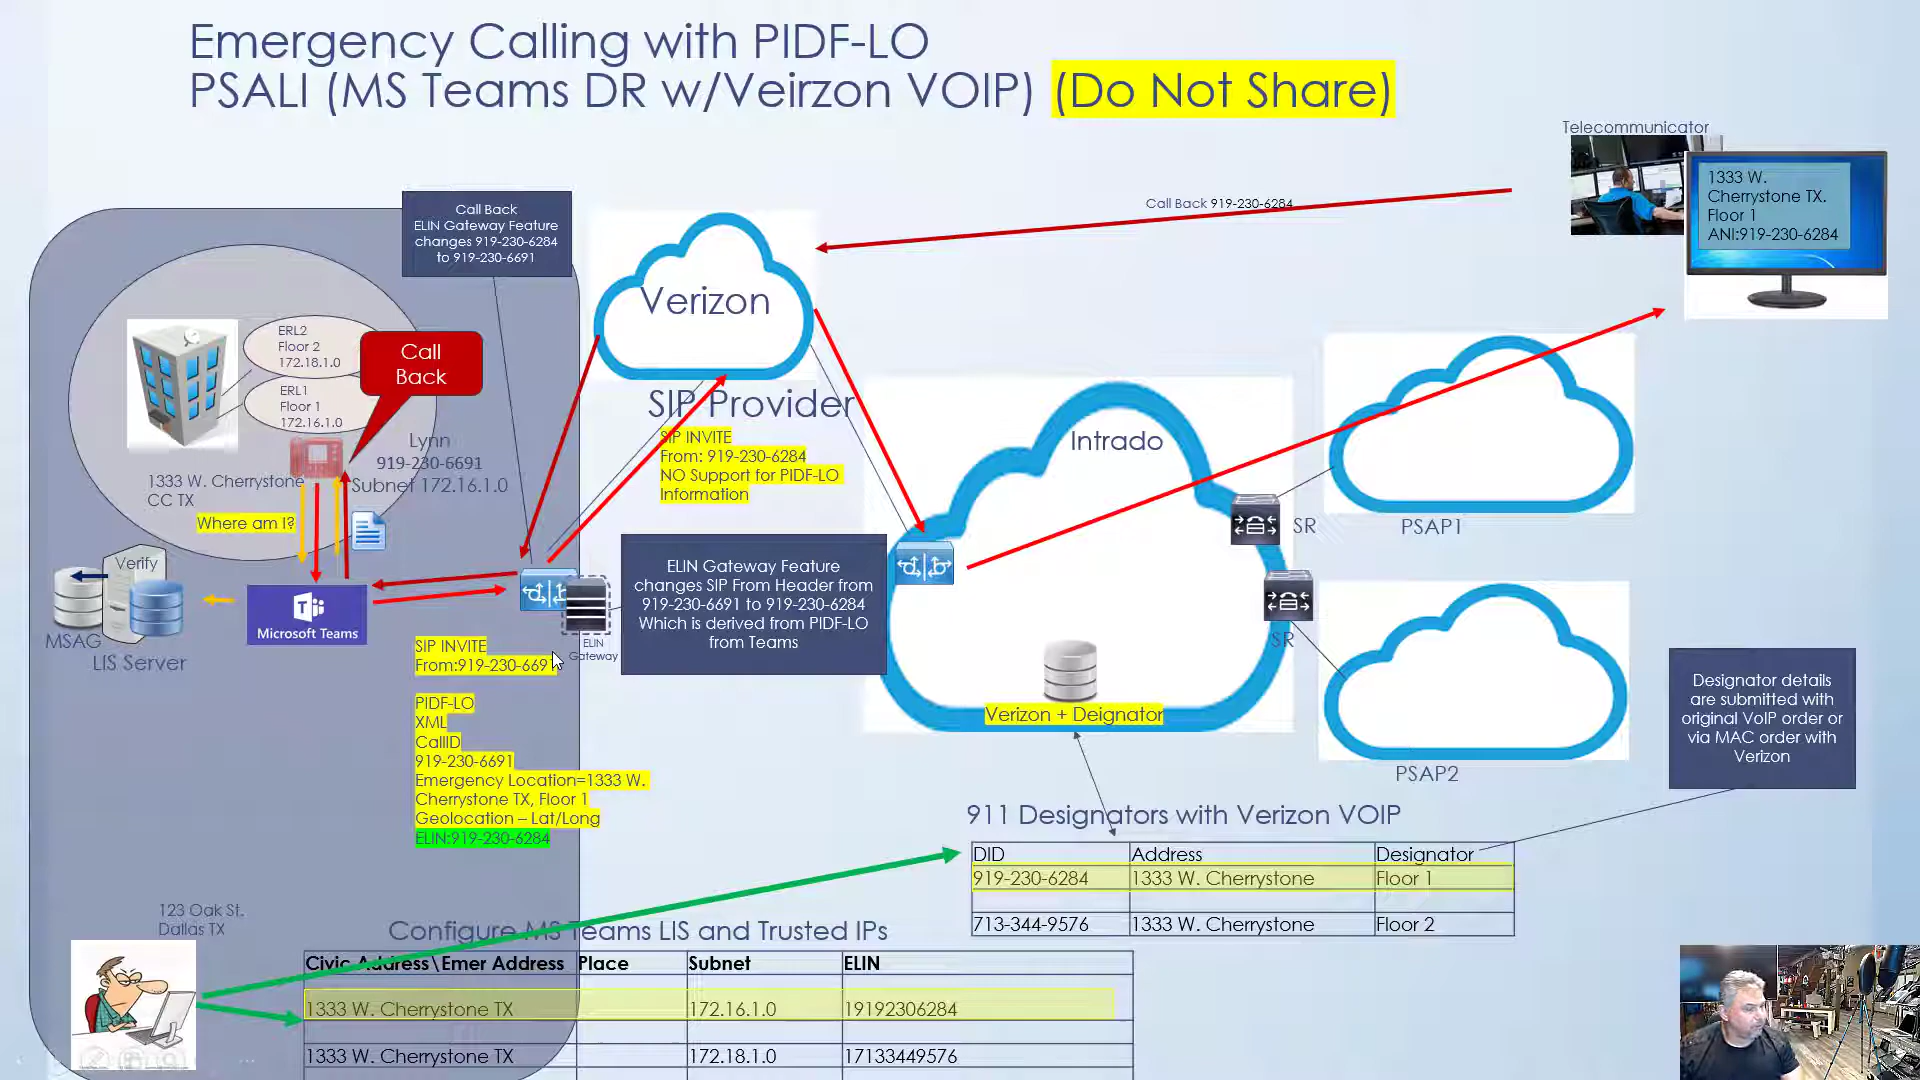 Emergency Calling with PIDF-LO
PSALI (MS Teams DR w/Veirzon VOIP) (Do Not Share)
Telecommunicator
1333 W.
Cherrystone TX.
Floor 1
ANI:919-230-6284
Call Back 919-230-6284
Call Back
ELIN Gateway Feature
changes 919-230-6284
to 919-230-6691
Verizon
SIP Provider
SIP INVITE
From: 919-230-6284
NO Support for PIDF-LO
Information
ERL2
Floor 2
172.18.1.0
ERL1
Floor 1
172.16.1.0
Call
Back
Lynn
919-230-6691
Subnet 172.16.1.0
1333 W. Cherrystone
CC TX
Where am I?
Verify
MSAG
LIS Server
Microsoft Teams
ELIN
Gateway
ELIN Gateway Feature
changes SIP From Header from
919-230-6691 to 919-230-6284
Which is derived from PIDF-LO
from Teams
SIP INVITE
From:919-230-6691
PIDF-LO
XML
CallID
919-230-6691
Emergency Location=1333 W.
Cherrystone TX, Floor 1
Geolocation – Lat/Long
ELIN:919-230-6284
Intrado
SR
SR
PSAP1
PSAP2
Verizon + Deignator
Designator details
are submitted with
original VoIP order or
via MAC order with
Verizon
911 Designators with Verizon VOIP
DID Address Designator
919-230-6284 1333 W. Cherrystone Floor 1
713-344-9576 1333 W. Cherrystone Floor 2
123 Oak St.
Dallas TX
Configure MS Teams LIS and Trusted IPs
Civic Address\Emer Address Place Subnet ELIN
1333 W. Cherrystone TX 172.16.1.0 19192306284
1333 W. Cherrystone TX 172.18.1.0 17133449576